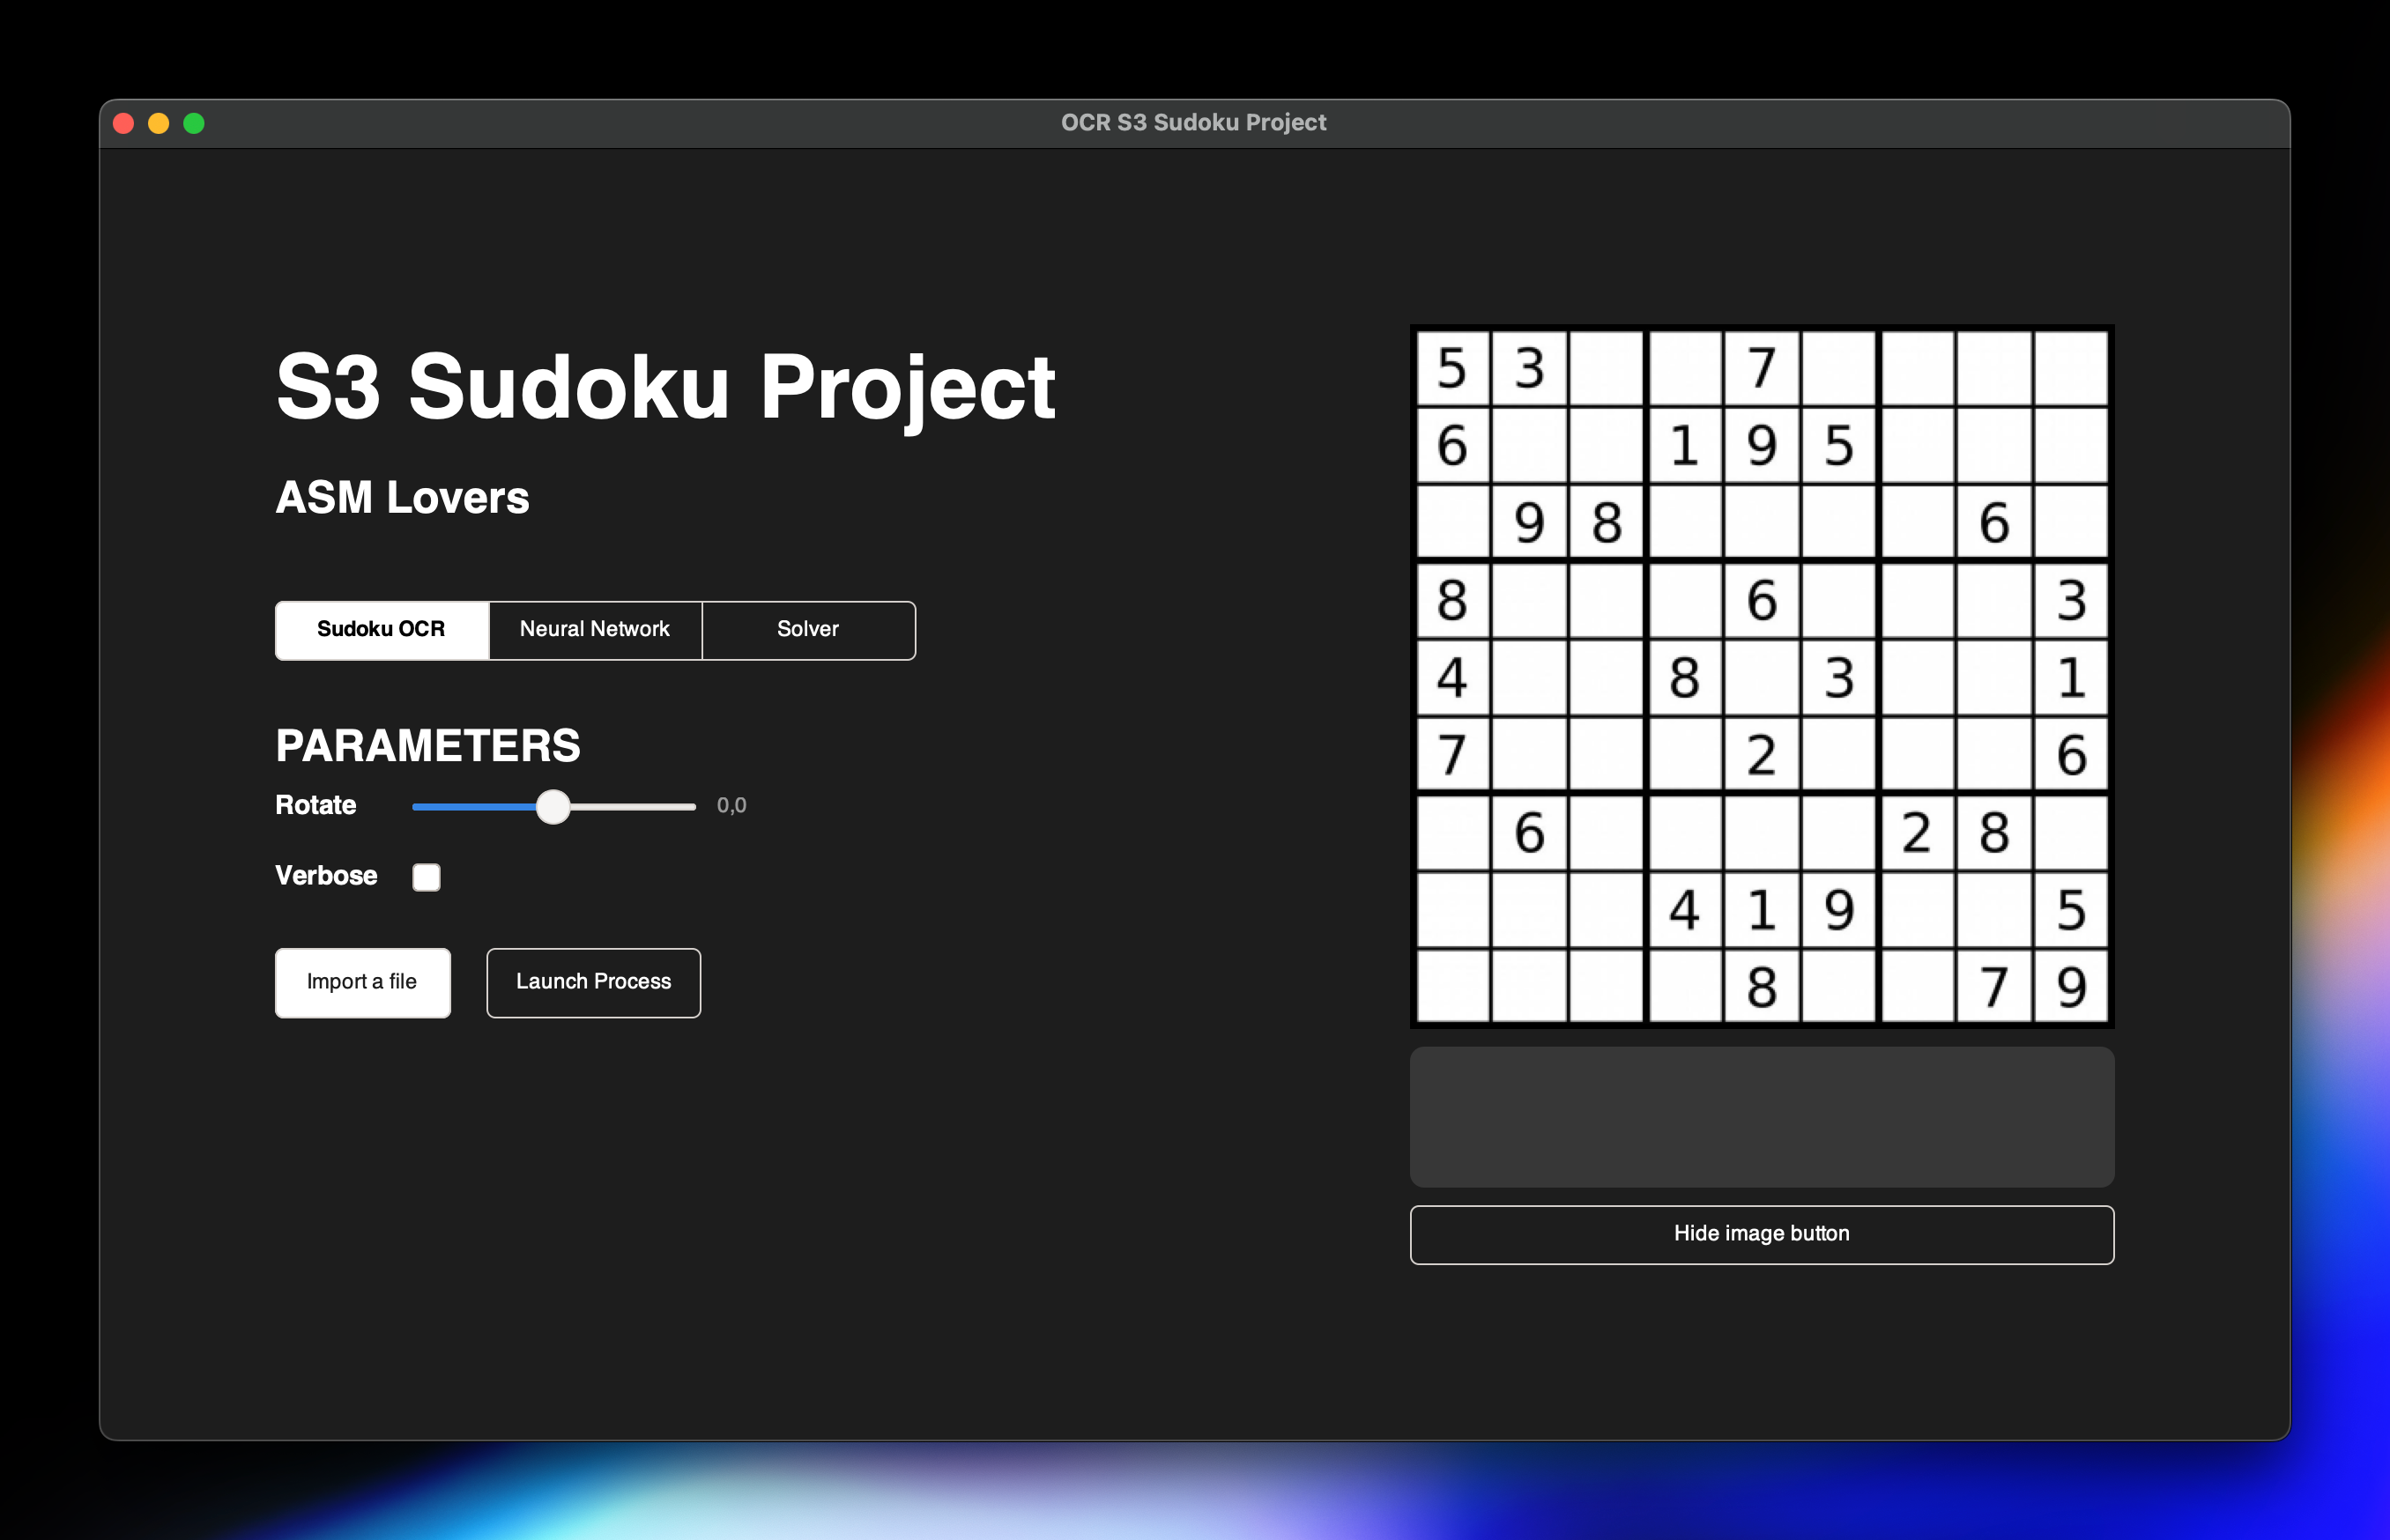 OCR S3 Sudoku Project
S3 Sudoku Project
ASM Lovers
Sudoku OCR Neural Network Solver
PARAMETERS
Rotate 0,0
Verbose
Import a file Launch Process
5 3 7
6 1 9 5
9 8 6
8 6 3
4 8 3 1
7 2 6
6 2 8
4 1 9 5
8 7 9
Hide image button